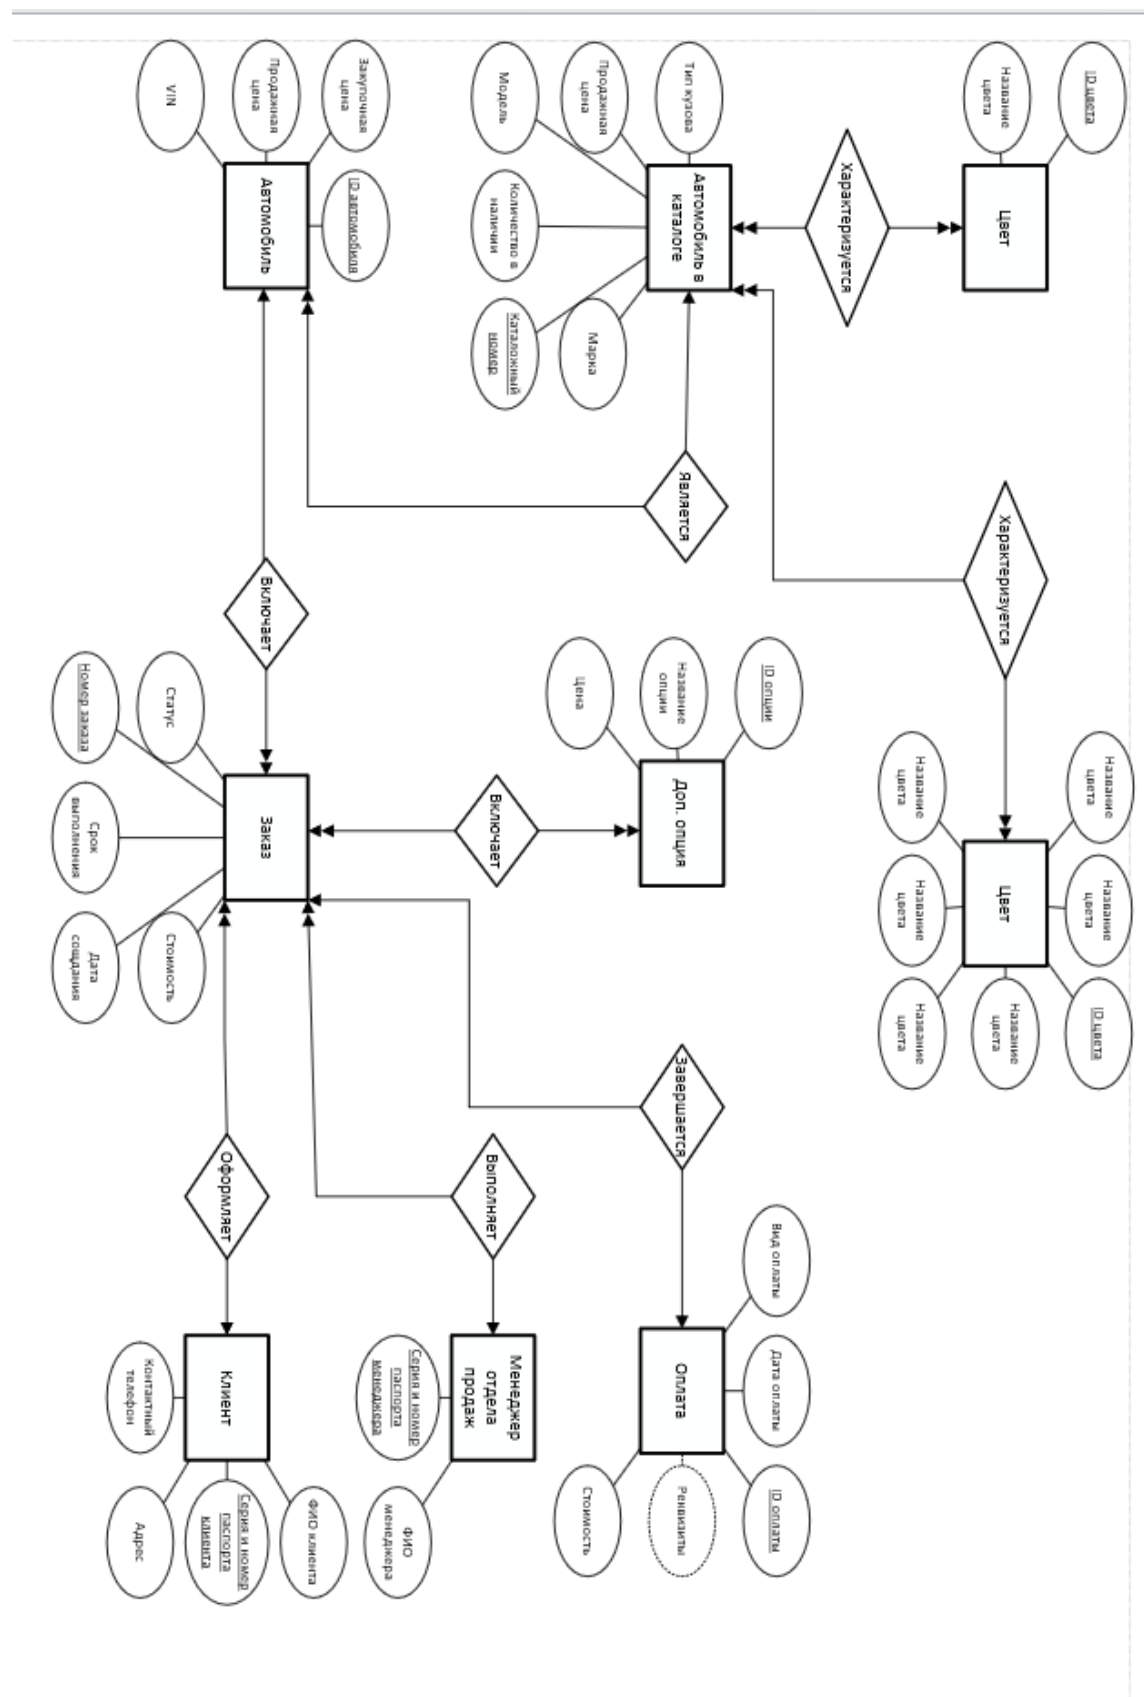 ID цвета
Название
цвета
Цвет
Характеризуется
Характеризуется
Название
цвета
Название
цвета
ID цвета
Цвет
Название
цвета
Название
цвета
Название
цвета
Название
цвета
Тип кузова
Продажная
цена
Модель
Автомобиль в
каталоге
Количество в
наличии
Каталожный
номер
Марка
Является
ID опции
Название
опции
Цена
Доп. опция
Включает
Завершается
Вид оплаты
Дата оплаты
ID оплаты
Оплата
Реквизиты
Стоимость
Закупочная
цена
Продажная
цена
VIN
ID автомобиля
Автомобиль
Включает
Заказ
Статус
Номер заказа
Срок
выполнения
Дата
сощдания
Стоимость
Выполняет
Менеджер
отдела
продаж
Серия и номер
паспорта
менеджера
ФИО
менеджера
Оформляет
Клиент
ФИО клиента
Серия и номер
паспорта
клиента
Контактный
телефон
Адрес